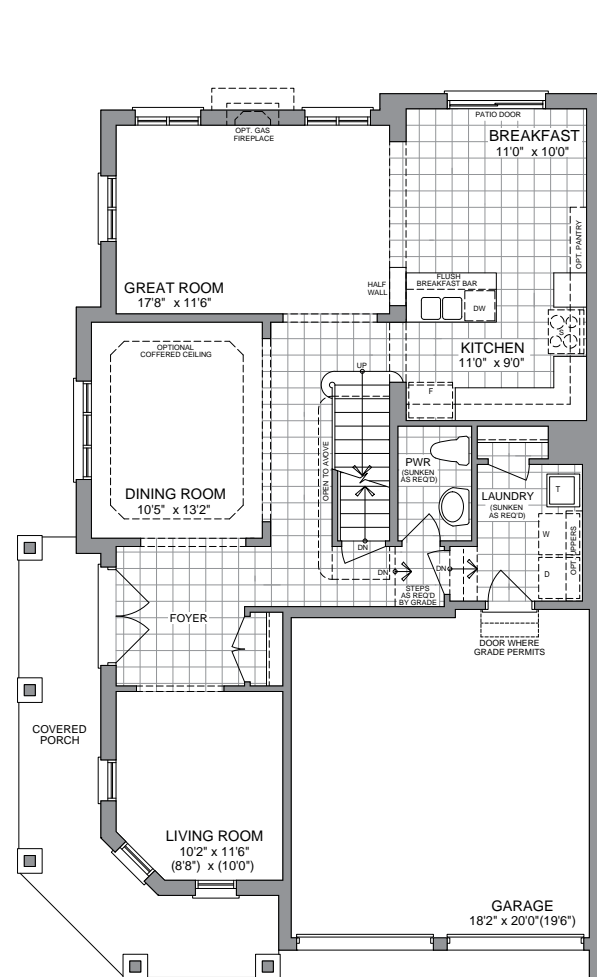 PATIO DOOR
OPT. GAS
FIREPLACE
BREAKFAST
11'0" x 10'0"
OPT. PANTRY
GREAT ROOM
17'8" x 11'6"
HALF
WALL
FLUSH
BREAKFAST BAR
DW
S
KITCHEN
11'0" x 9'0"
OPTIONAL
COFFERED CEILING
UP
F
OPEN TO AVOVE
PWR
(SUNKEN
AS REQ'D)
LAUNDRY
(SUNKEN
AS REQ'D)
T
DINING ROOM
10'5" x 13'2"
W
OPT. UPPERS
D
DN
DN
DN
STEPS
AS REQ'D
BY GRADE
FOYER
DOOR WHERE
GRADE PERMITS
COVERED
PORCH
LIVING ROOM
10'2" x 11'6"
(8'8") x (10'0")
GARAGE
18'2" x 20'0"(19'6")